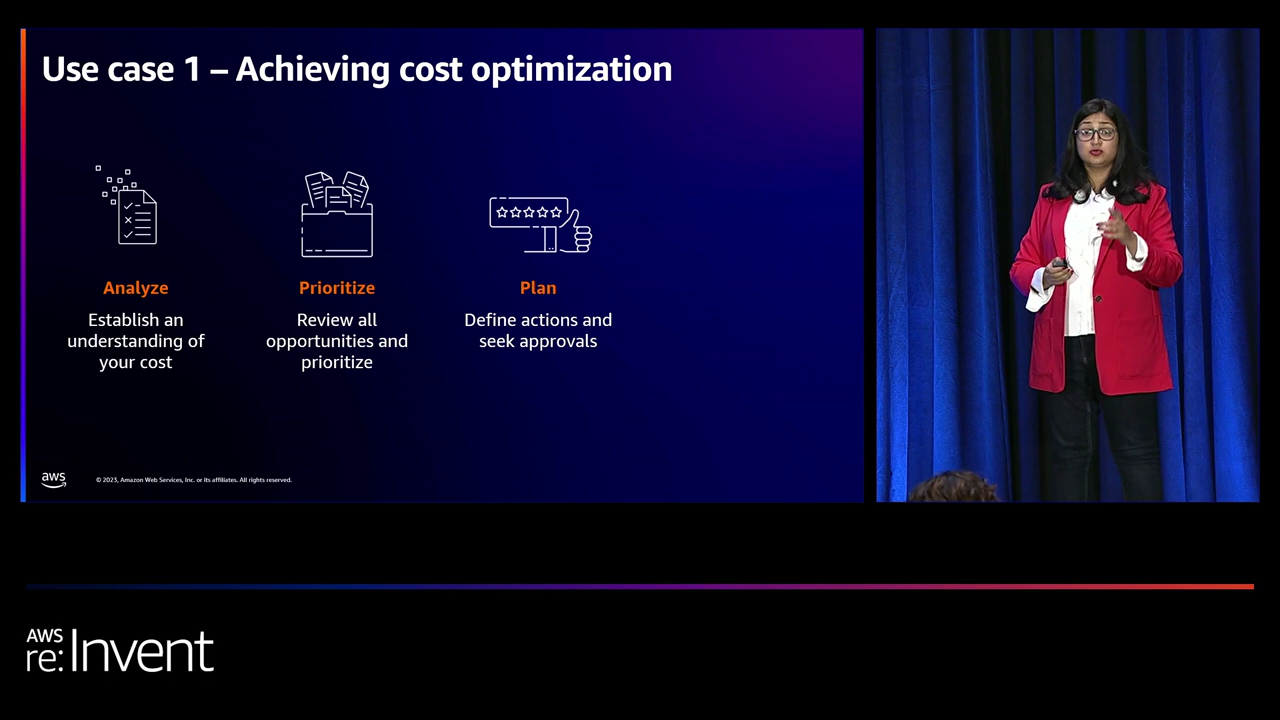 Use case 1 – Achieving cost optimization
Analyze
Establish an
understanding of
your cost
Prioritize
Review all
opportunities and
prioritize
Plan
Define actions and
seek approvals
aws
© 2023, Amazon Web Services, Inc. or its affiliates. All rights reserved.
AWS
re:Invent